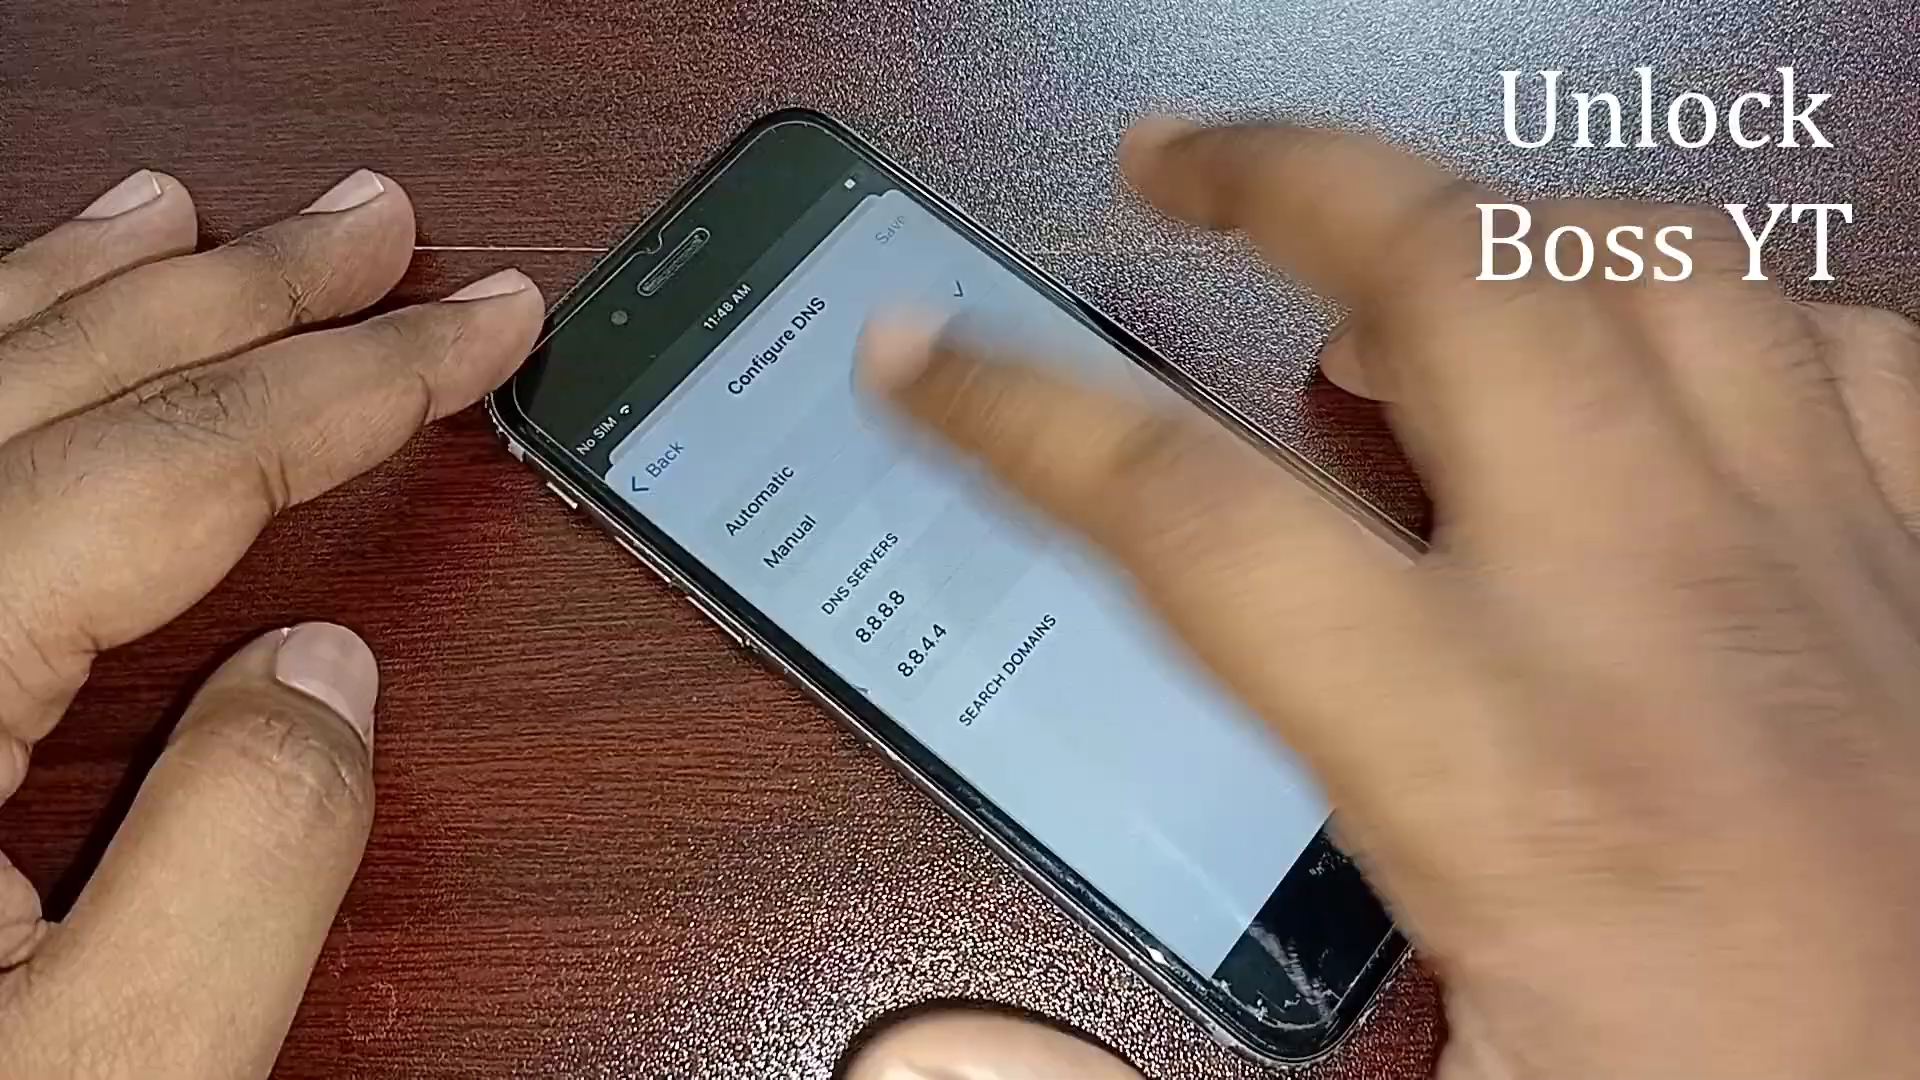 Unlock
Boss YT
No SIM 11:48 AM
Back Configure DNS Save
Automatic
Manual
DNS SERVERS
8.8.8.8
8.8.4.4
SEARCH DOMAINS